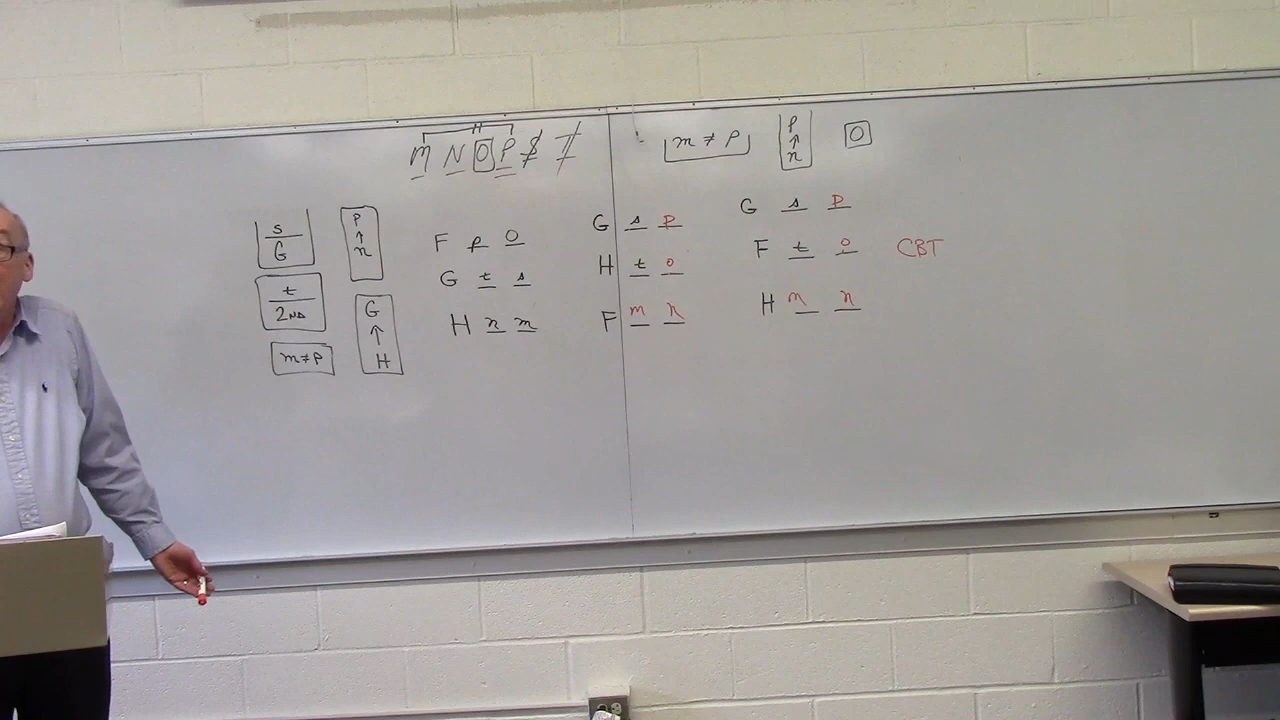 M N O P S T
m ≠ P
P
↑
n
O
S
G
t
2ND
m ≠ P
P
↑
n
G
↑
H
F p O
G t s
H n m
G s p
H t o
F m n
G s p
F t o CBT
H m n